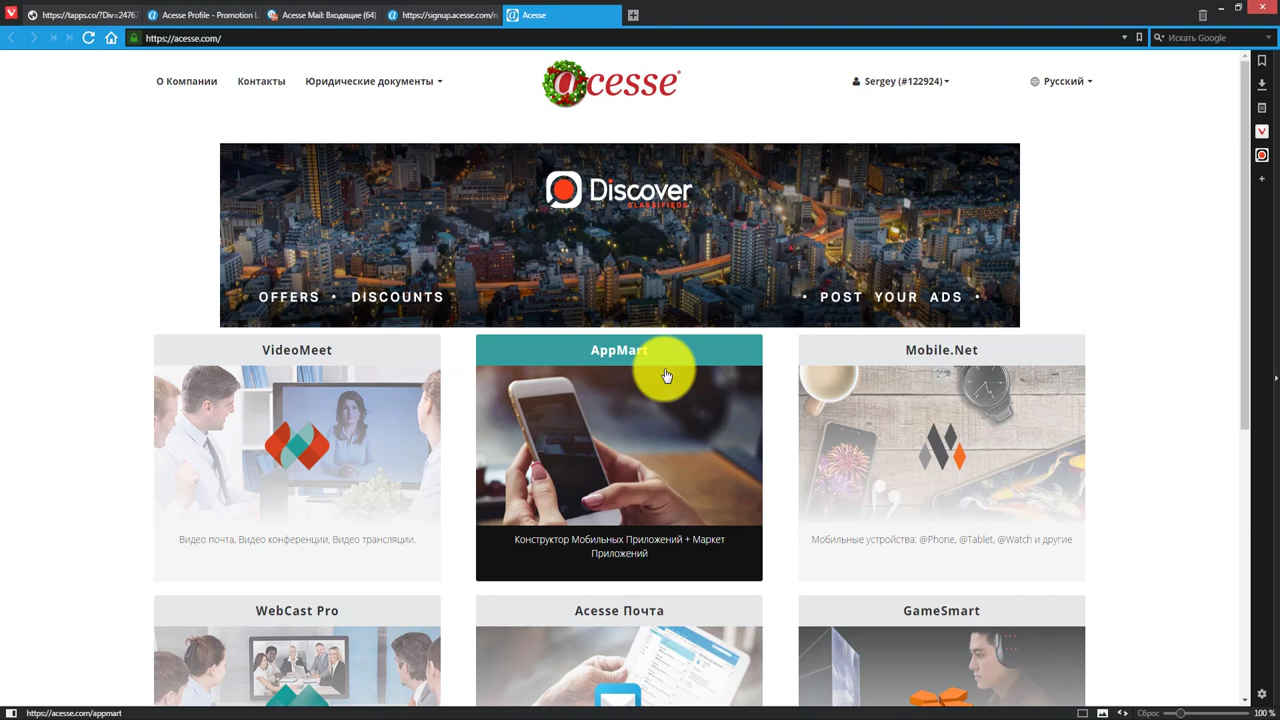 https://tapps.cc/?Div=24767
Acesse Profile - Promotion L
Acesse Mail: Входящие (64)
https://signup.acesse.com/n
Acesse
https://acesse.com/
Искать Google
О Компании
Контакты
Юридические документы
acesse®
Sergey (#122924)
Русский
Discover
CLASSIFIEDS
OFFERS • DISCOUNTS
• POST YOUR ADS •
VideoMeet
AppMart
Mobile.Net
Видео почта, Видео конференции, Видео трансляции.
Конструктор Мобильных Приложений + Маркет
Приложений
Мобильные устройства: @Phone, @Tablet, @Watch и другие
WebCast Pro
Acesse Почта
GameSmart
https://acesse.com/appmart
Сброс
100 %